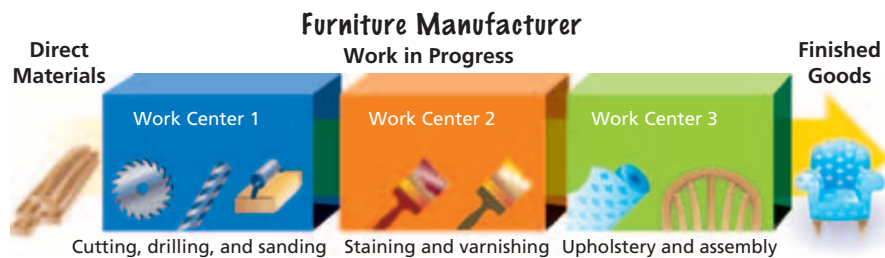 Furniture Manufacturer
Work in Progress
Direct
Materials
Finished
Goods
Work Center 1
Work Center 2
Work Center 3
Cutting, drilling, and sanding
Staining and varnishing
Upholstery and assembly